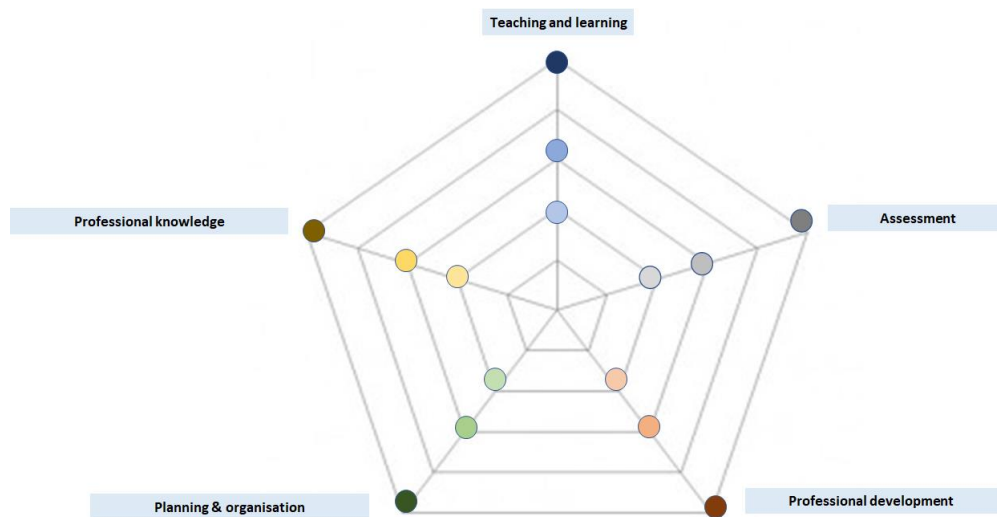 Teaching and learning
Professional knowledge
Assessment
Planning & organisation
Professional development